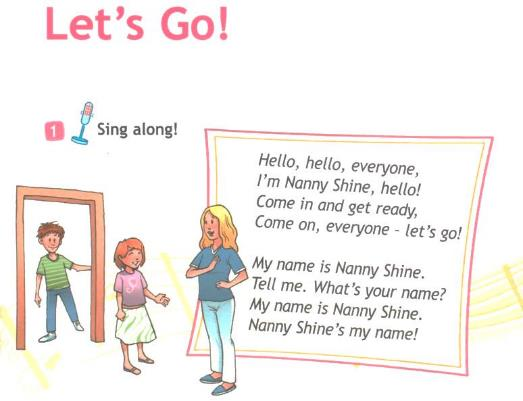 Let's Go!
1 Sing along!
Hello, hello, everyone,
I'm Nanny Shine, hello!
Come in and get ready,
Come on, everyone – let's go!
My name is Nanny Shine.
Tell me. What's your name?
My name is Nanny Shine.
Nanny Shine's my name!